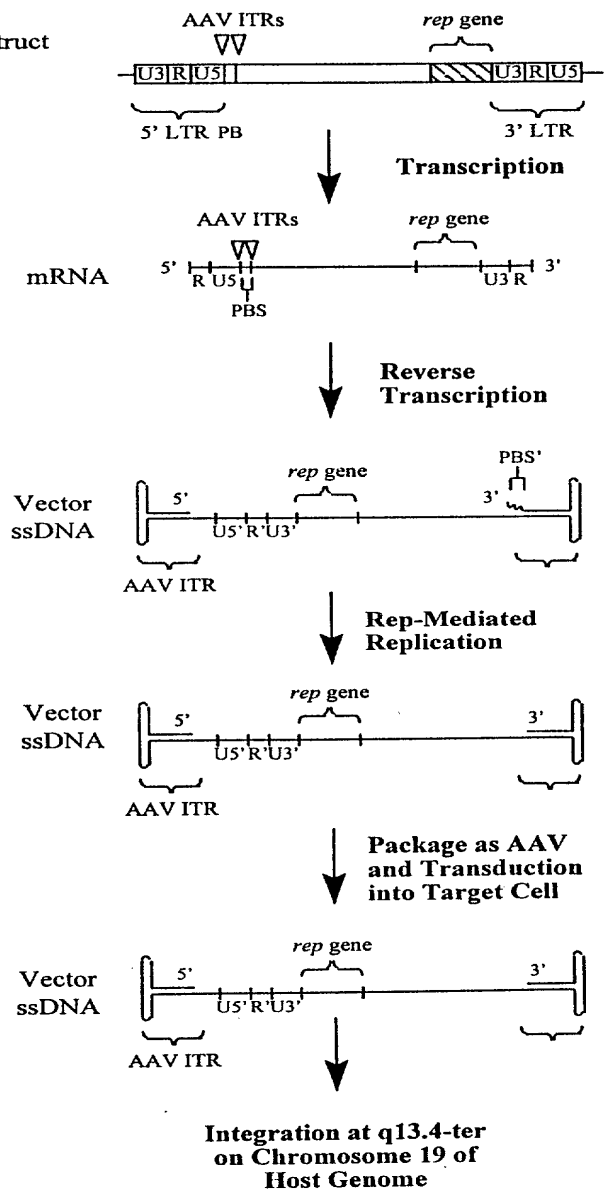 AAV ITRs rep gene
truct
U3 R U5 U3 R U5
5' LTR PB 3' LTR
Transcription
AAV ITRs rep gene
mRNA 5' 3'
R U5 U3 R
PBS
Reverse
Transcription
PBS'
rep gene
Vector 5' 3'
ssDNA
U5' R' U3'
AAV ITR
Rep-Mediated
Replication
rep gene
Vector 5' 3'
ssDNA
U5' R' U3'
AAV ITR
Package as AAV
and Transduction
into Target Cell
rep gene
Vector 5' 3'
ssDNA
U5' R' U3'
AAV ITR
Integration at q13.4-ter
on Chromosome 19 of
Host Genome